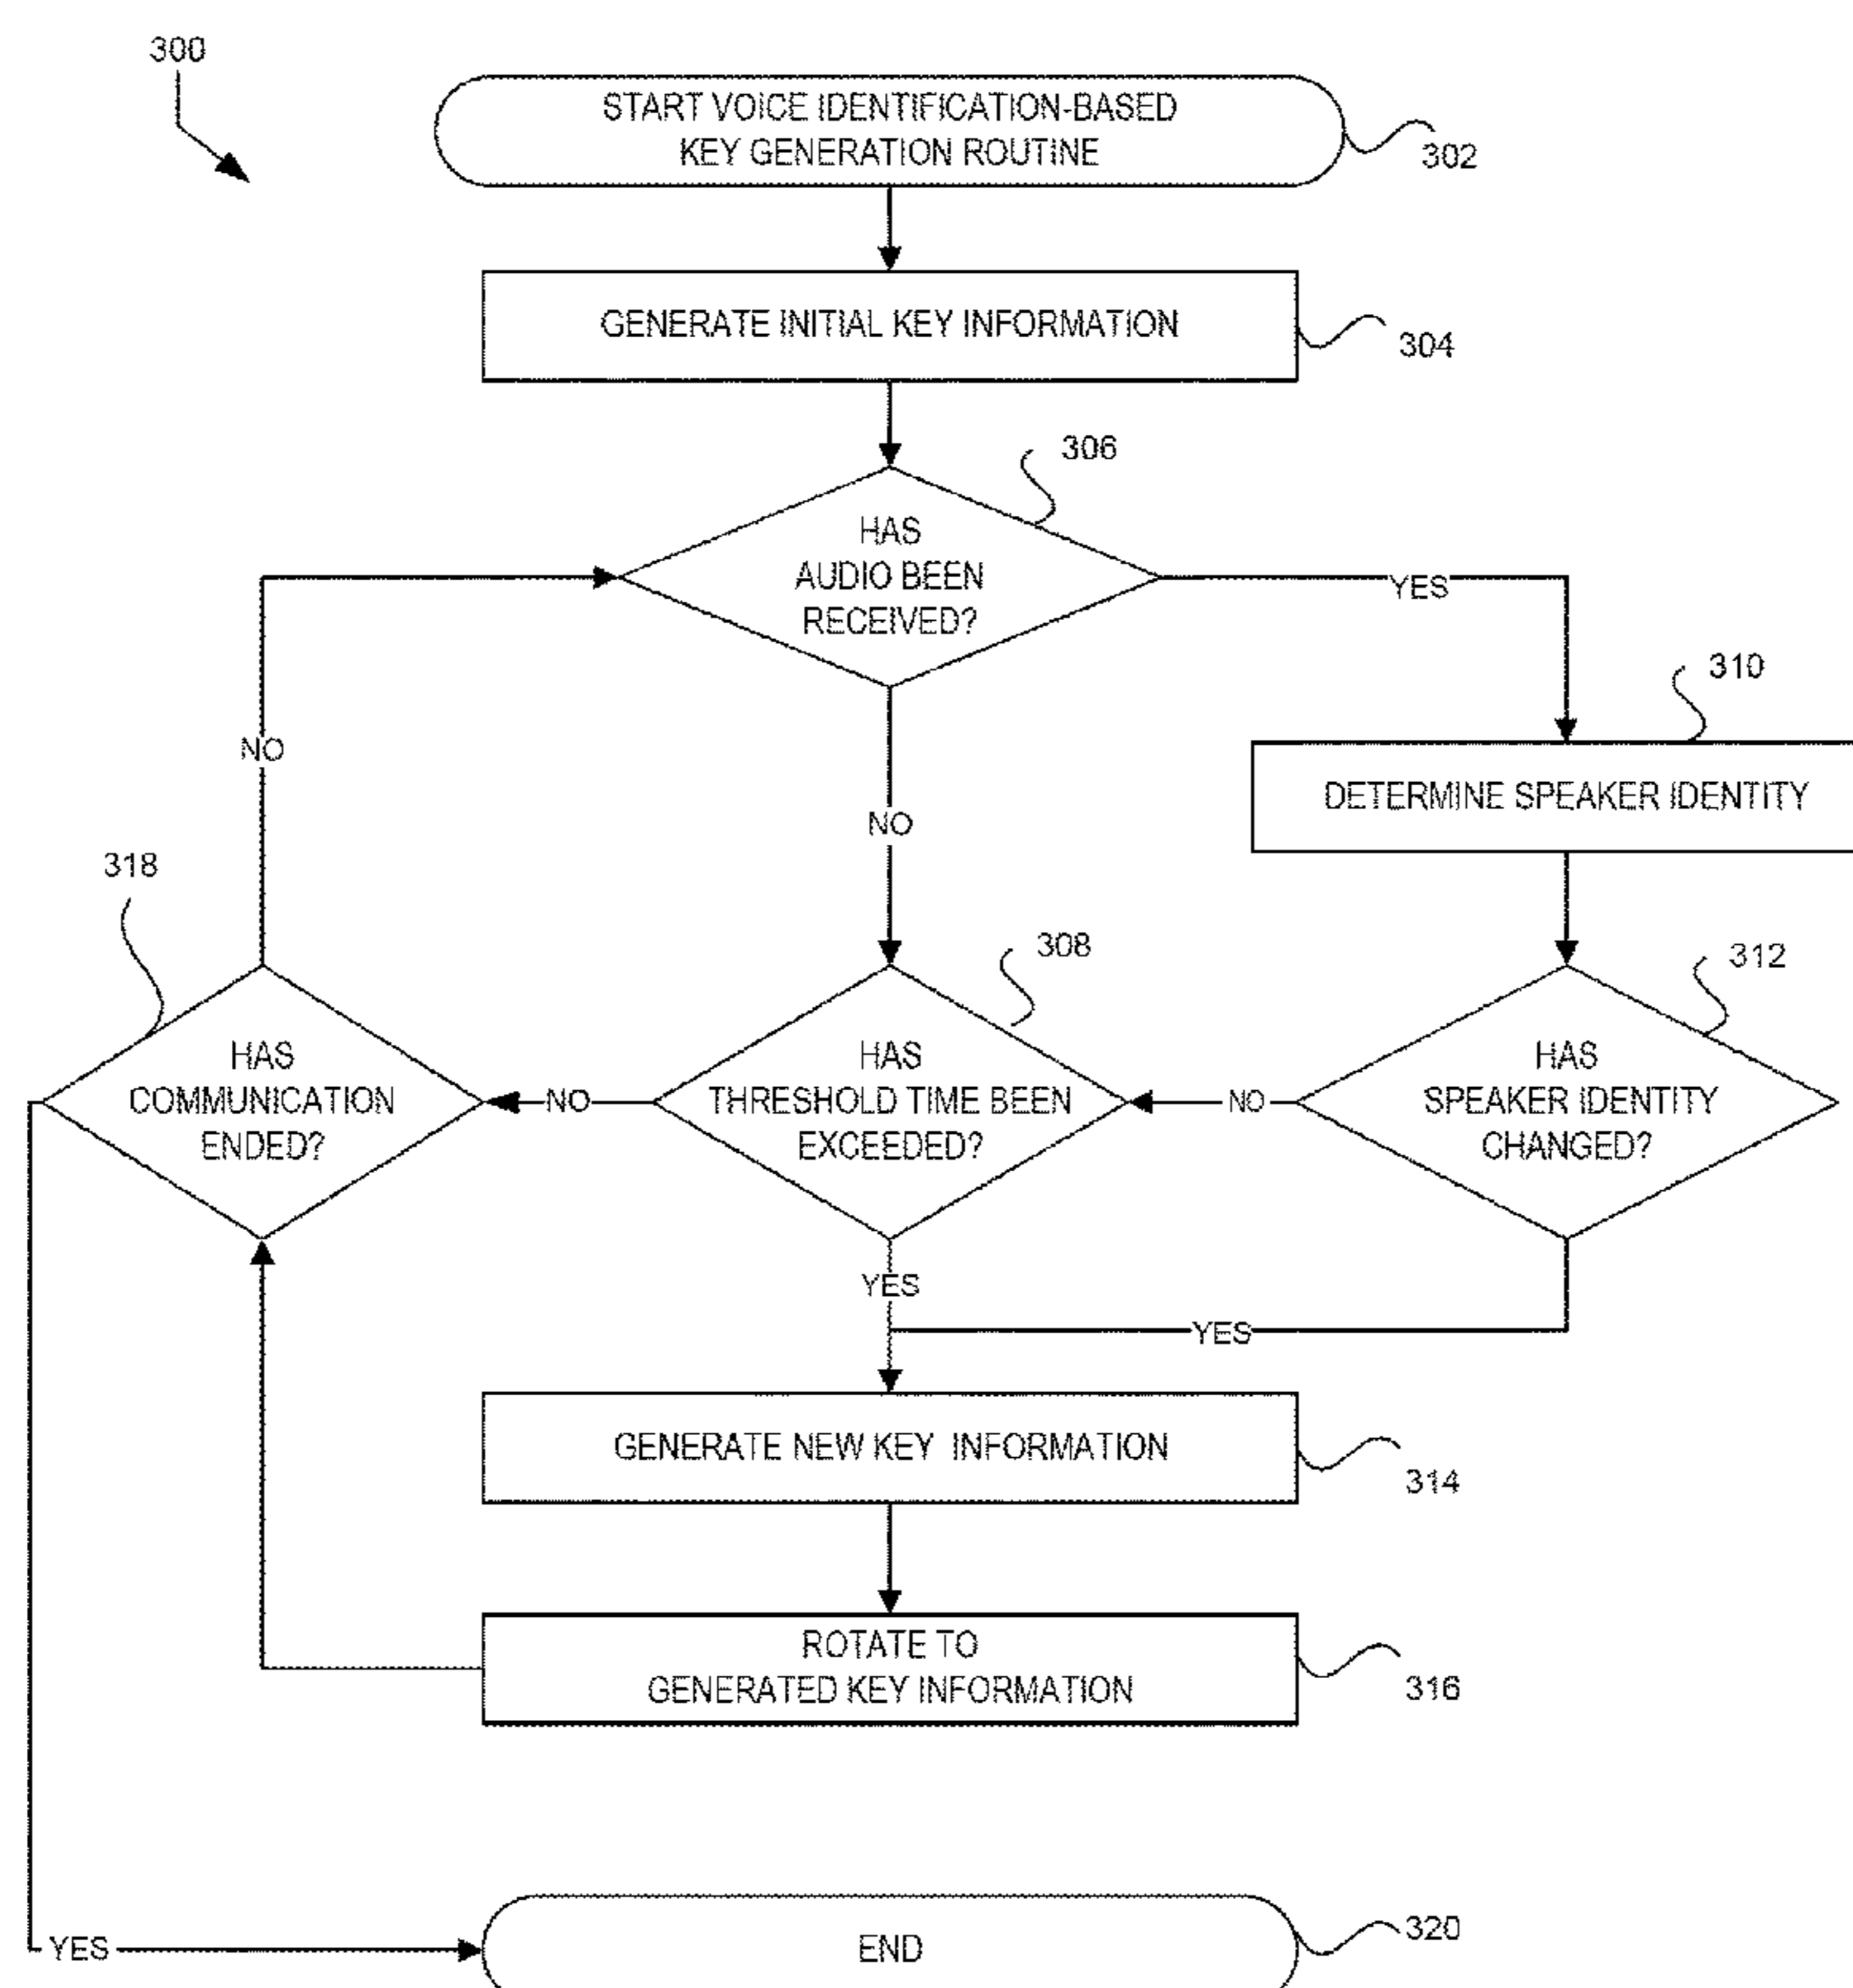 300
START VOICE IDENTIFICATION-BASED
KEY GENERATION ROUTINE
302
GENERATE INITIAL KEY INFORMATION
304
306
HAS
AUDIO BEEN
RECEIVED?
YES
310
NO
DETERMINE SPEAKER IDENTITY
NO
318
308
312
HAS
COMMUNICATION
ENDED?
NO
HAS
THRESHOLD TIME BEEN
EXCEEDED?
NO
HAS
SPEAKER IDENTITY
CHANGED?
YES
YES
GENERATE NEW KEY INFORMATION
314
ROTATE TO
GENERATED KEY INFORMATION
316
YES
END
320